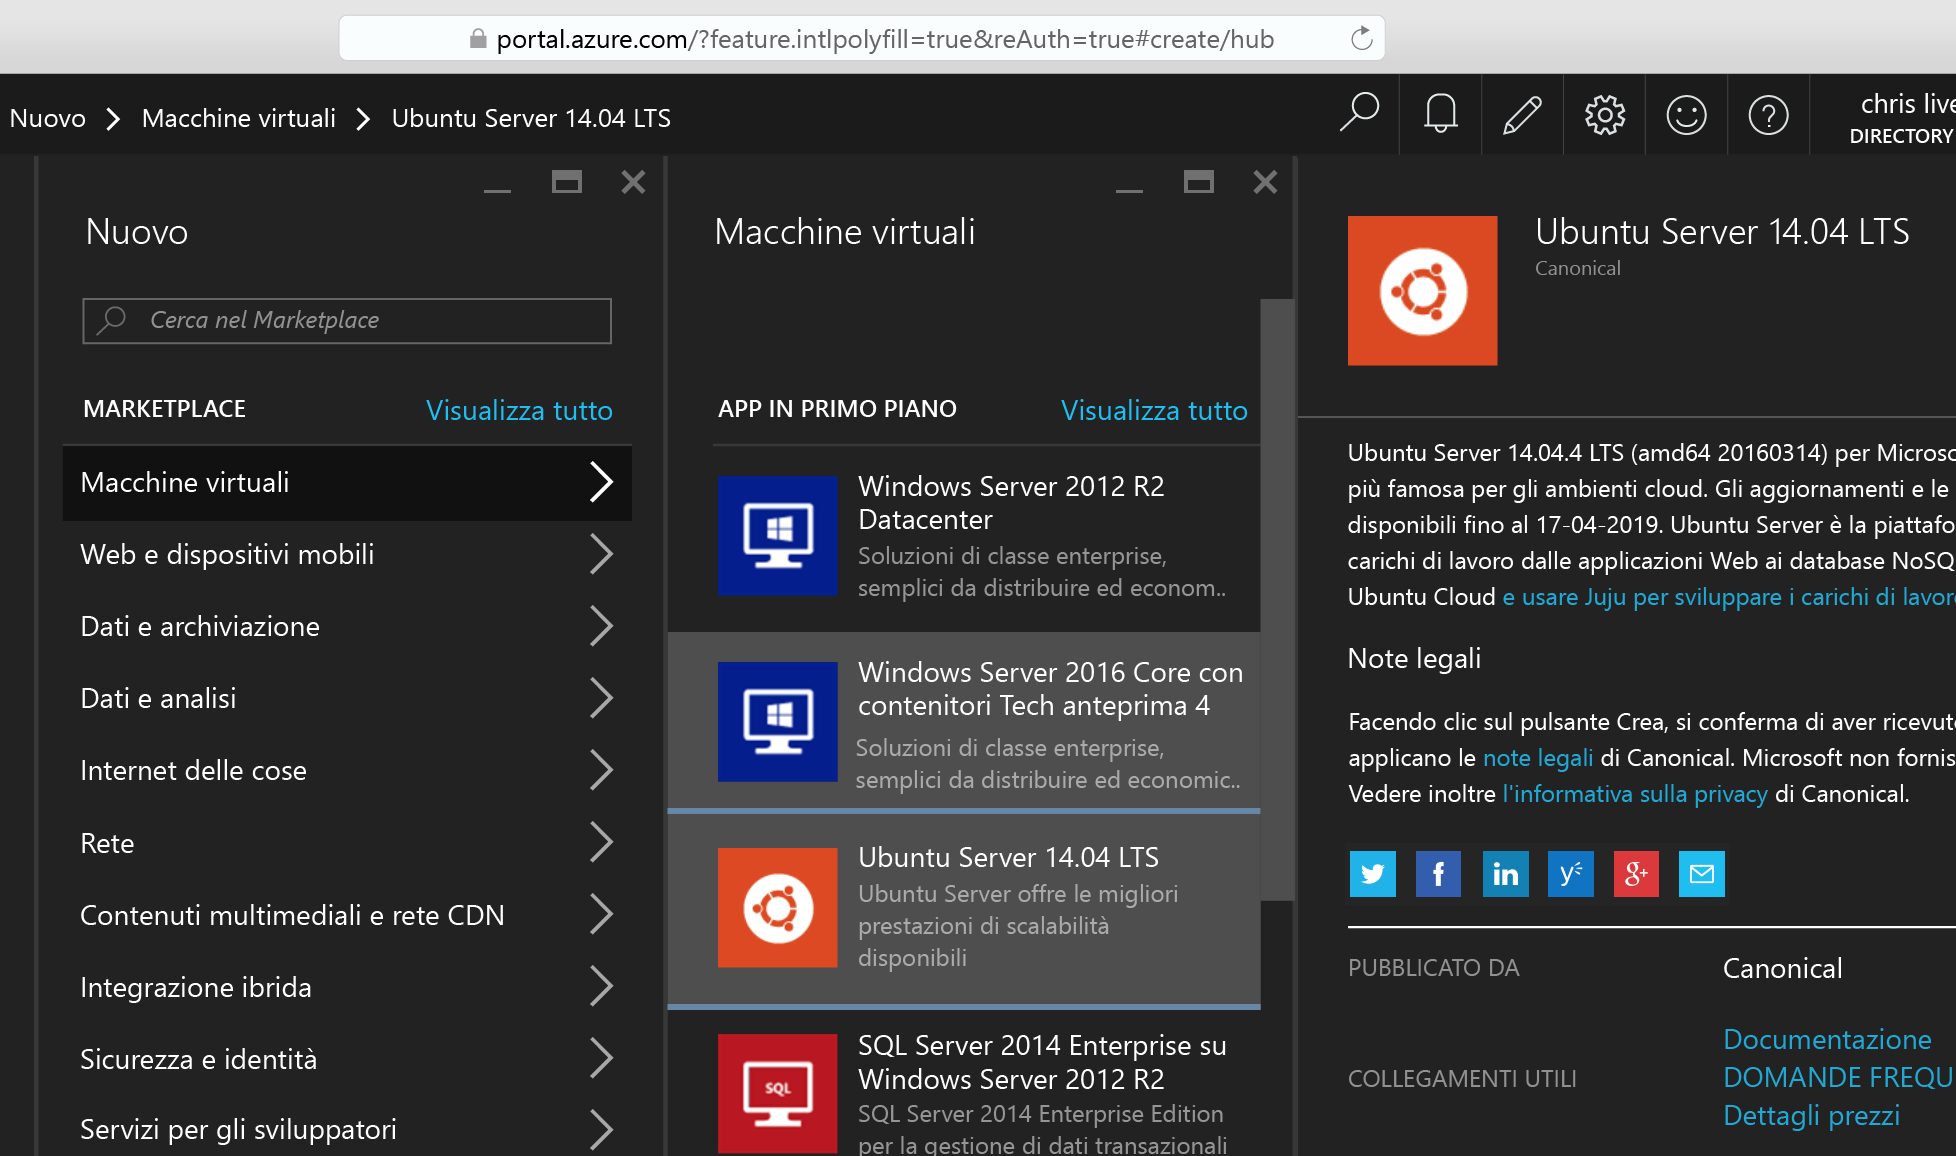 portal.azure.com/?feature.intlpolyfill=true&reAuth=true#create/hub
Nuovo
Macchine virtuali
Ubuntu Server 14.04 LTS
chris live
DIRECTORY
Nuovo
Cerca nel Marketplace
MARKETPLACE
Visualizza tutto
Macchine virtuali
Web e dispositivi mobili
Dati e archiviazione
Dati e analisi
Internet delle cose
Rete
Contenuti multimediali e rete CDN
Integrazione ibrida
Sicurezza e identità
Servizi per gli sviluppatori
Macchine virtuali
APP IN PRIMO PIANO
Visualizza tutto
Windows Server 2012 R2
Datacenter
Soluzioni di classe enterprise,
semplici da distribuire ed econom..
Windows Server 2016 Core con
contenitori Tech anteprima 4
Soluzioni di classe enterprise,
semplici da distribuire ed economic..
Ubuntu Server 14.04 LTS
Ubuntu Server offre le migliori
prestazioni di scalabilità
disponibili
SQL
SQL Server 2014 Enterprise su
Windows Server 2012 R2
SQL Server 2014 Enterprise Edition
per la gestione di dati transazionali
Ubuntu Server 14.04 LTS
Canonical
Ubuntu Server 14.04.4 LTS (amd64 20160314) per Microso
più famosa per gli ambienti cloud. Gli aggiornamenti e le
disponibili fino al 17-04-2019. Ubuntu Server è la piattafo
carichi di lavoro dalle applicazioni Web ai database NoSQ
Ubuntu Cloud e usare Juju per sviluppare i carichi di lavor
Note legali
Facendo clic sul pulsante Crea, si conferma di aver ricevut
applicano le note legali di Canonical. Microsoft non fornis
Vedere inoltre l'informativa sulla privacy di Canonical.
PUBBLICATO DA
Canonical
COLLEGAMENTI UTILI
Documentazione
DOMANDE FREQU
Dettagli prezzi